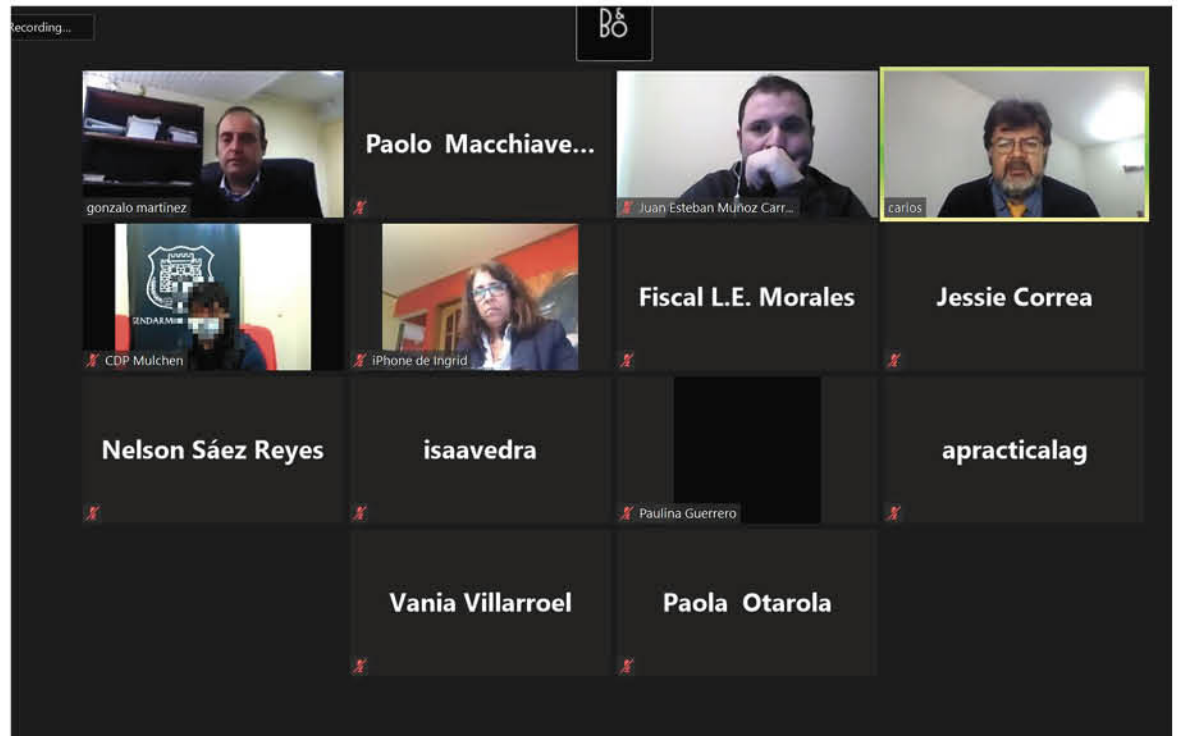 Recording...
B&O
gonzalo martinez
Paolo Macchiave...
Juan Esteban Muñoz Carr...
carlos
GENDARM
CDP Mulchen
iPhone de Ingrid
Fiscal L.E. Morales
Jessie Correa
Nelson Sáez Reyes
isaavedra
Paulina Guerrero
apracticalag
Vania Villarroel
Paola Otarola